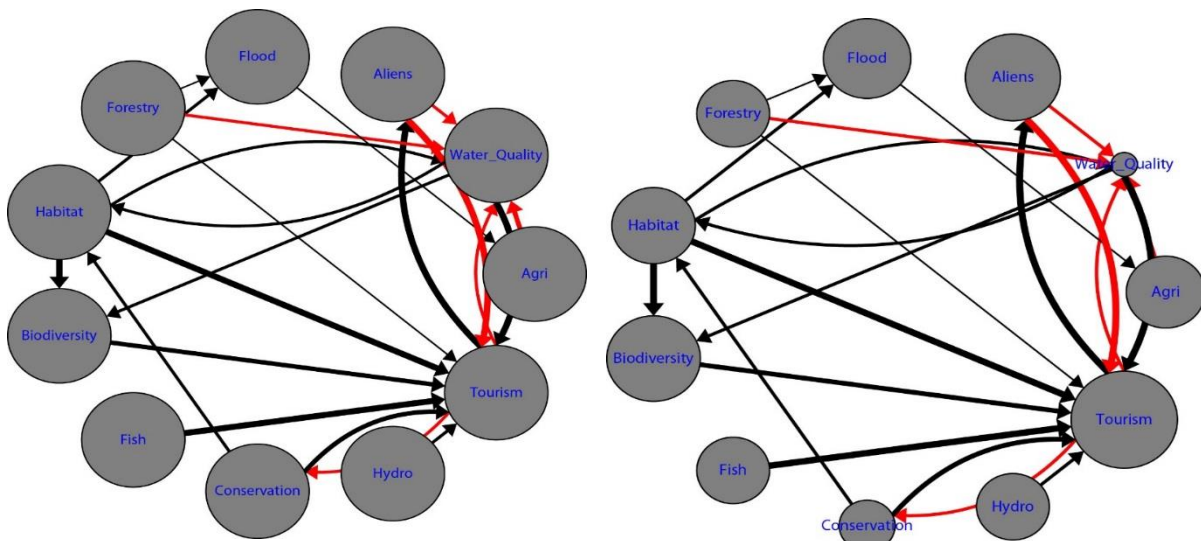 Flood
Aliens
Forestry
Water_Quality
Habitat
Agri
Biodiversity
Tourism
Fish
Hydro
Conservation
Flood
Aliens
Forestry
Water_Quality
Habitat
Agri
Biodiversity
Tourism
Fish
Hydro
Conservation